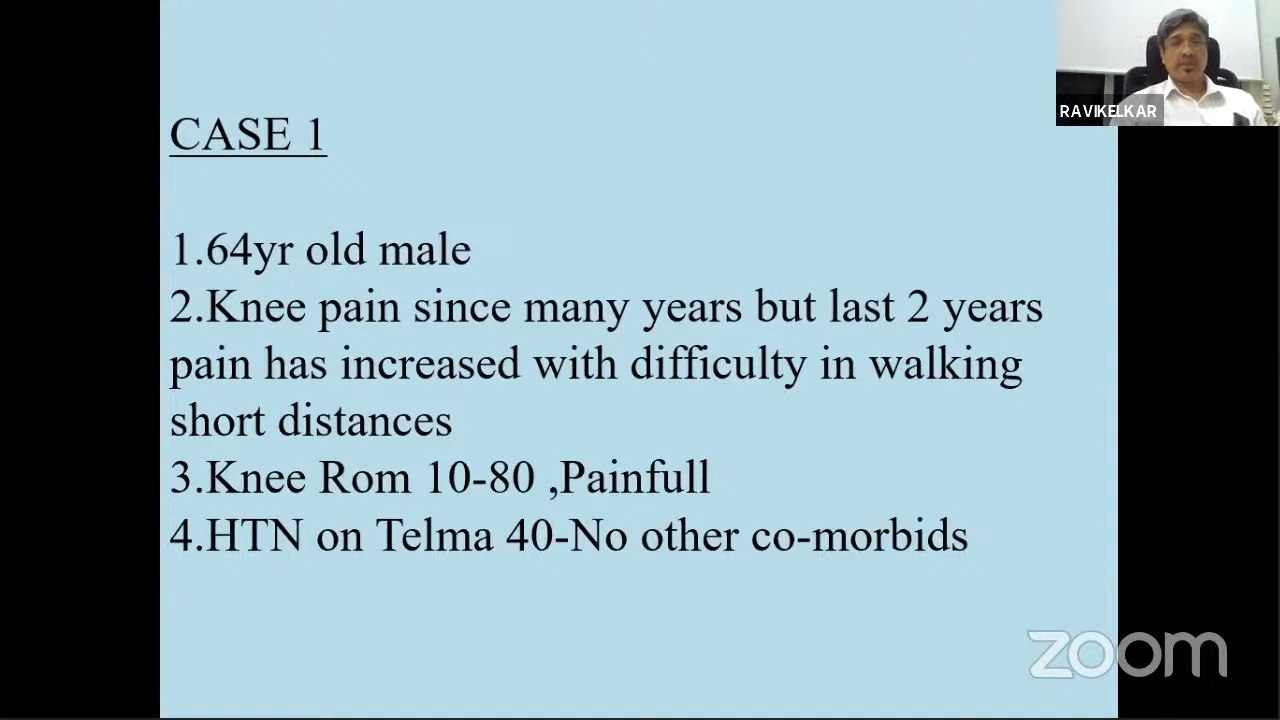 RAVIKELKAR
CASE 1
1.64yr old male
2.Knee pain since many years but last 2 years
pain has increased with difficulty in walking
short distances
3.Knee Rom 10-80 ,Painfull
4.HTN on Telma 40-No other co-morbids
zoom